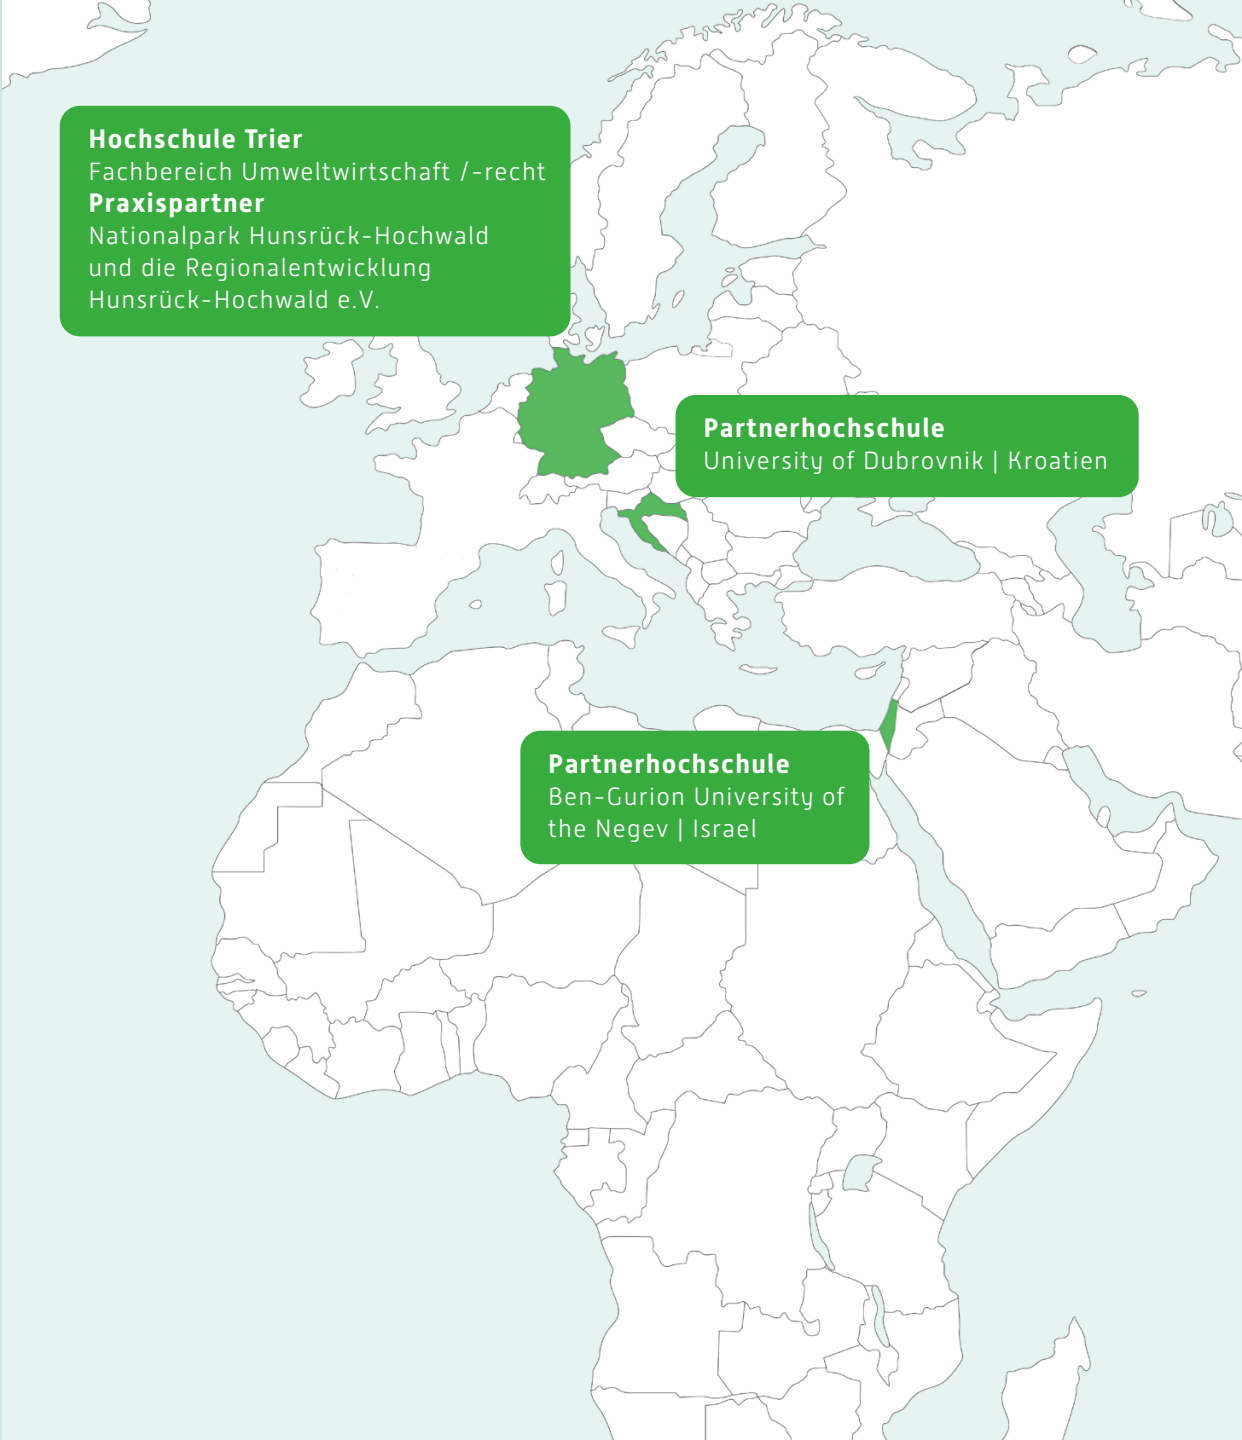 Hochschule Trier
Fachbereich Umweltwirtschaft /-recht
Praxispartner
Nationalpark Hunsrück-Hochwald
und die Regionalentwicklung
Hunsrück-Hochwald e.V.
Partnerhochschule
University of Dubrovnik | Kroatien
Partnerhochschule
Ben-Gurion University of
the Negev | Israel